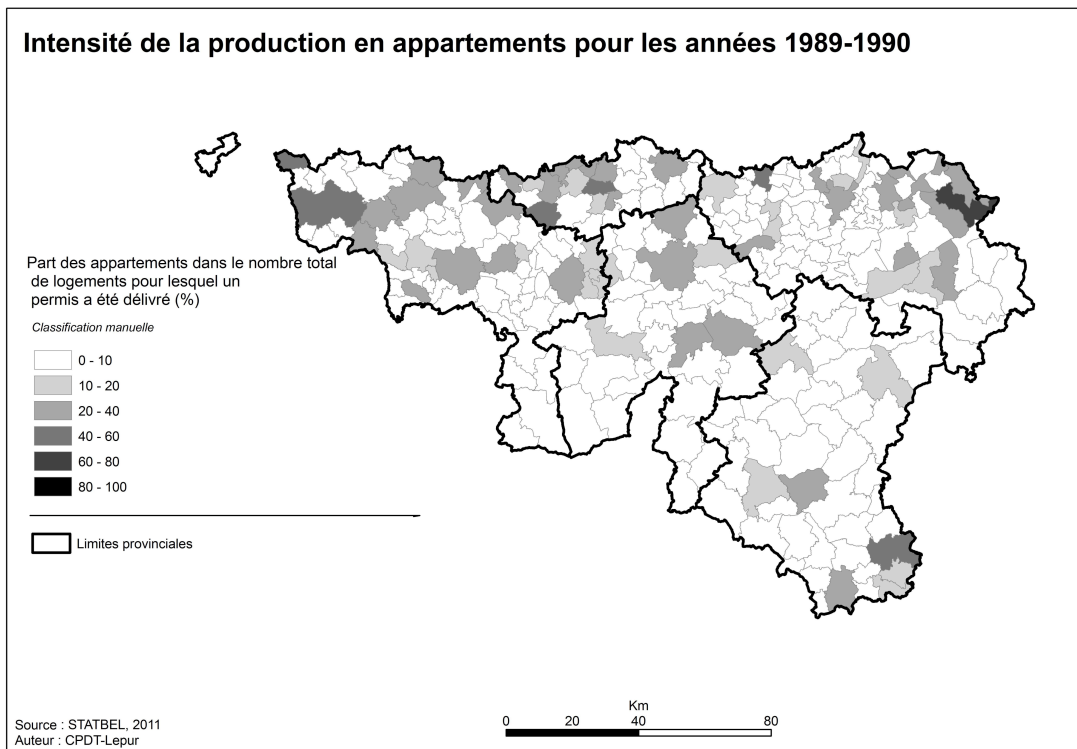 Intensité de la production en appartements pour les années 1989-1990
Part des appartements dans le nombre total
de logements pour lesquel un
permis a été délivré (%)
Classification manuelle
0 - 10
10 - 20
20 - 40
40 - 60
60 - 80
80 - 100
Limites provinciales
Km
0 20 40 80
Source : STATBEL, 2011
Auteur : CPDT-Lepur